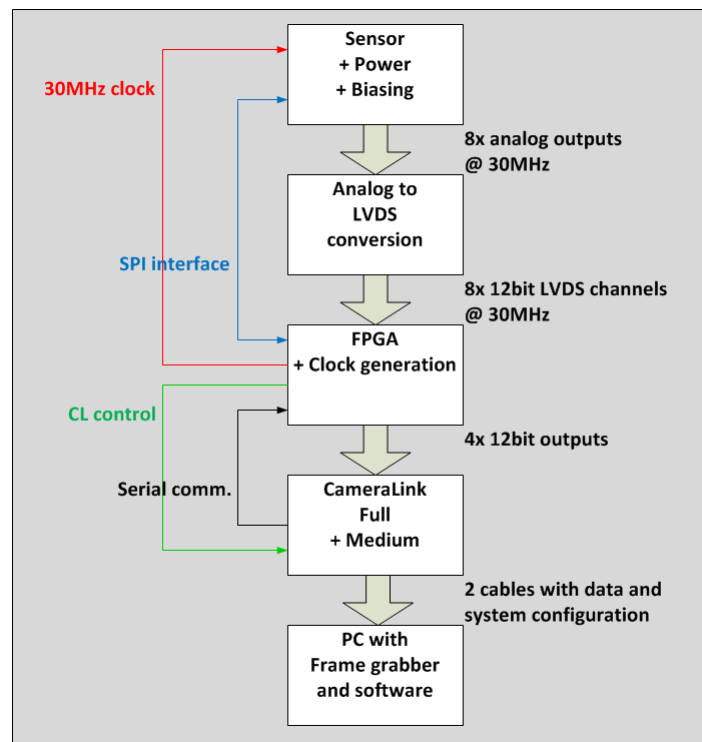 Sensor
+ Power
+ Biasing
30MHz clock
8x analog outputs
@ 30MHz
Analog to
LVDS
conversion
SPI interface
8x 12bit LVDS channels
@ 30MHz
FPGA
+ Clock generation
CL control
4x 12bit outputs
Serial comm.
CameraLink
Full
+ Medium
2 cables with data and
system configuration
PC with
Frame grabber
and software